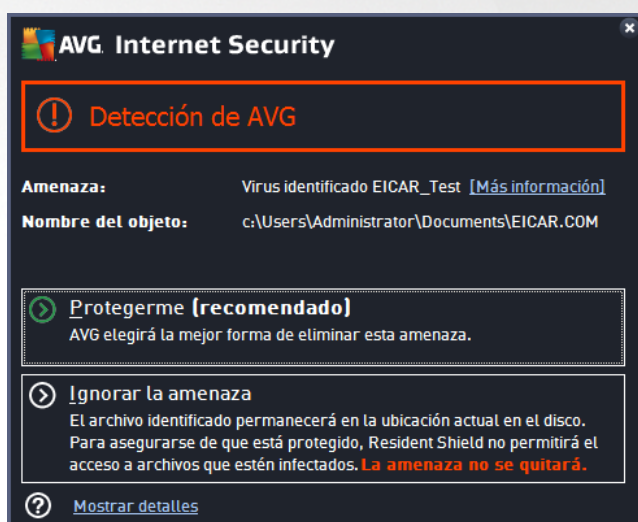 AVG. Internet Security
Detección de AVG
Amenaza: Virus identificado EICAR_Test [Más información]
Nombre del objeto: c:\Users\Administrator\Documents\EICAR.COM
Protegerme (recomendado)
AVG elegirá la mejor forma de eliminar esta amenaza.
Ignorar la amenaza
El archivo identificado permanecerá en la ubicación actual en el disco.
Para asegurarse de que está protegido, Resident Shield no permitirá el
acceso a archivos que estén infectados. La amenaza no se quitará.
Mostrar detalles